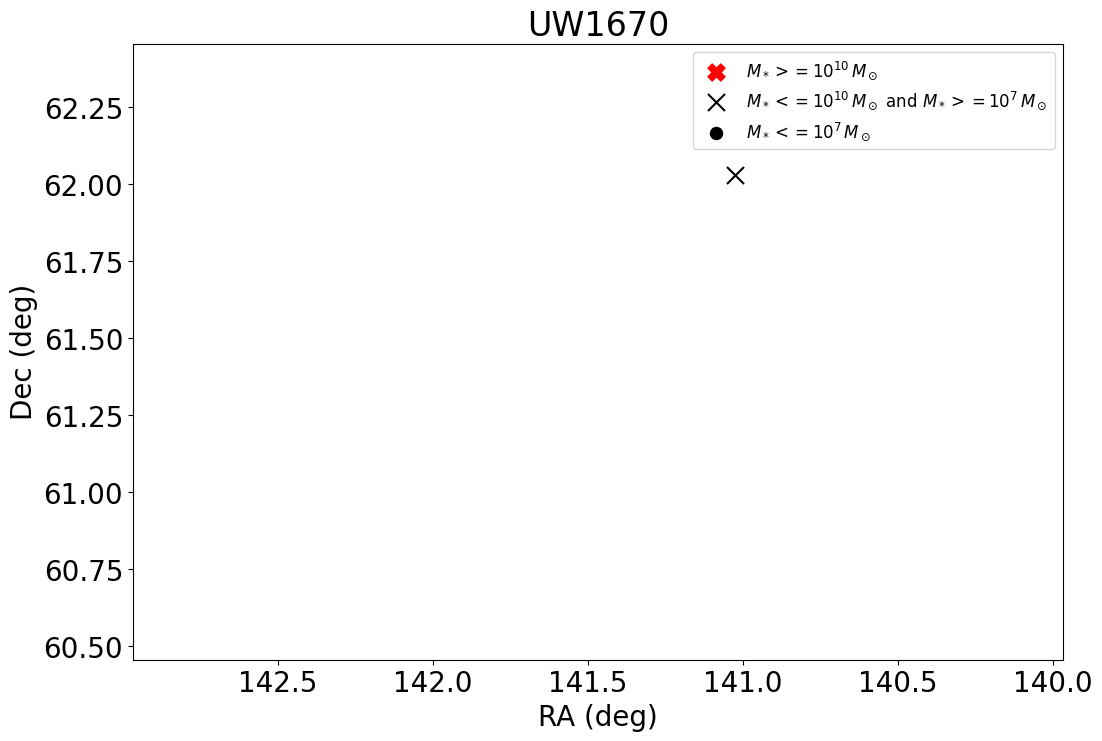 UW1670
M* >= 10^10 M⊙
M* <= 10^10 M⊙ and M* >= 10^7 M⊙
M* <= 10^7 M⊙
62.25
62.00
61.75
61.50
61.25
61.00
60.75
60.50
Dec (deg)
142.5 142.0 141.5 141.0 140.5 140.0
RA (deg)